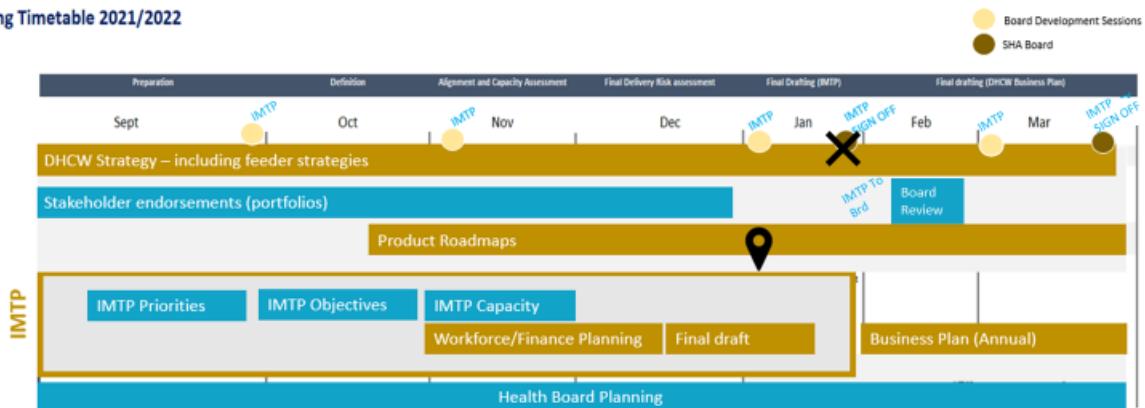 ng Timetable 2021/2022
Board Development Sessions
SHA Board
Preparation
Definition
Alignment and Capacity Assessment
Final Delivery Risk assessment
Final Drafting (IMTP)
Final drafting (DHCW Business Plan)
Sept
IMTP
Oct
IMTP
Nov
Dec
IMTP
Jan
IMTP
SIGN OFF
Feb
IMTP
Mar
IMTP
SIGN OFF
DHCW Strategy – including feeder strategies
Stakeholder endorsements (portfolios)
IMTP To
Brd
Board
Review
Product Roadmaps
IMTP
IMTP Priorities
IMTP Objectives
IMTP Capacity
Workforce/Finance Planning
Final draft
Business Plan (Annual)
Health Board Planning